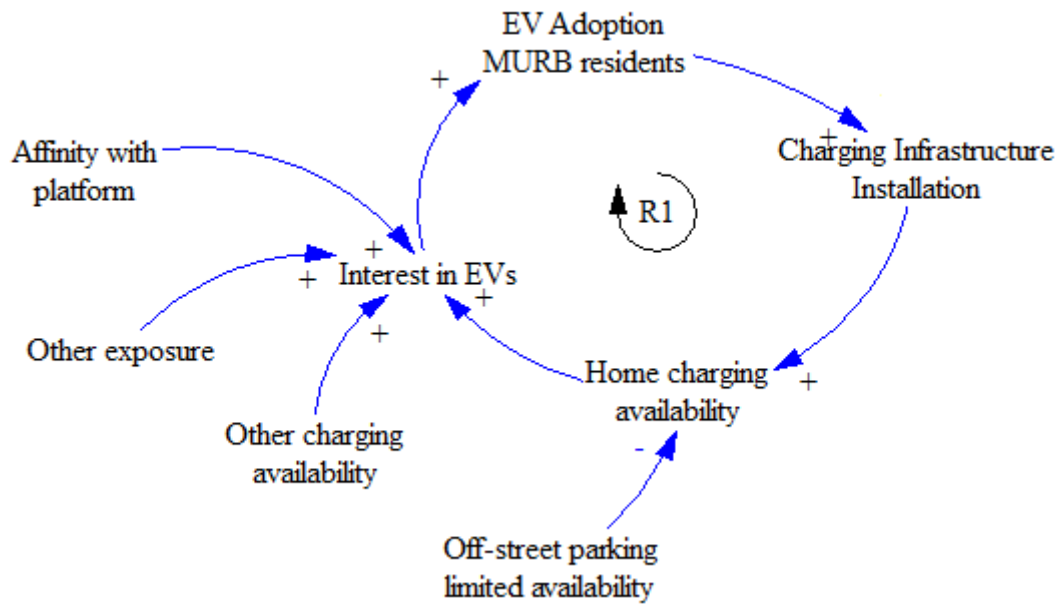 EV Adoption
MURB residents
+
+
Charging Infrastructure
Installation
Affinity with
platform
R1
+
+
Interest in EVs
+
+
Other exposure
Home charging
availability
+
Other charging
availability
-
Off-street parking
limited availability